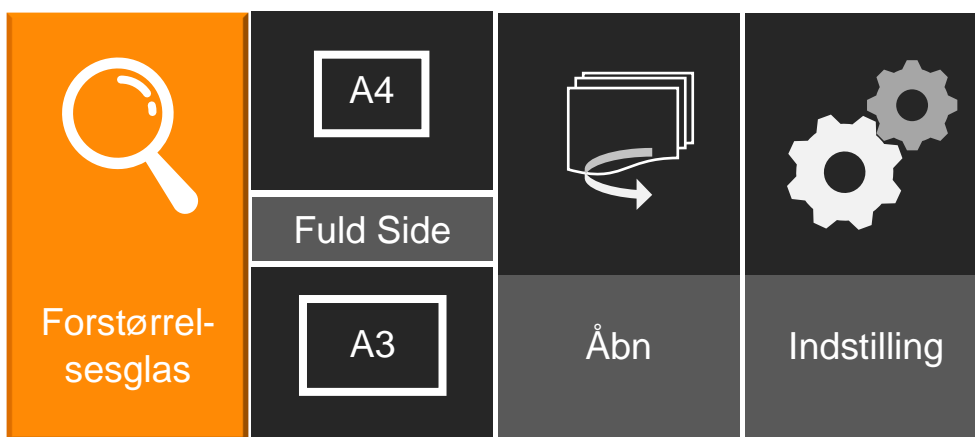 Forstørrel-
sesglas
A4
Fuld Side
A3
Åbn
Indstilling